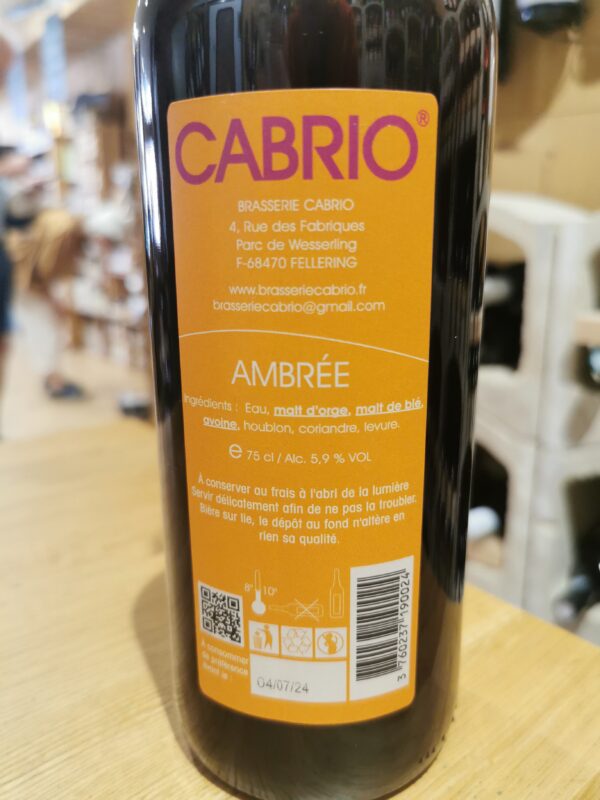 CABRIO®
BRASSERIE CABRIO
4, Rue des Fabriques
Parc de Wesserling
F-68470 FELLERING
www.brasseriecabrio.fr
brasseriecabrio@gmail.com
AMBRÉE
Ingrédients : Eau, malt d'orge, malt de blé,
avoine, houblon, coriandre, levure.
℮ 75 cl / Alc. 5,9 % VOL
À conserver au frais à l'abri de la lumière
Servir délicatement afin de ne pas la troubler.
Bière sur lie, le dépôt au fond n'altère en
rien sa qualité.
8° 10°
À consommer
de préférence
avant le :
04/07/24
3 760237 190024